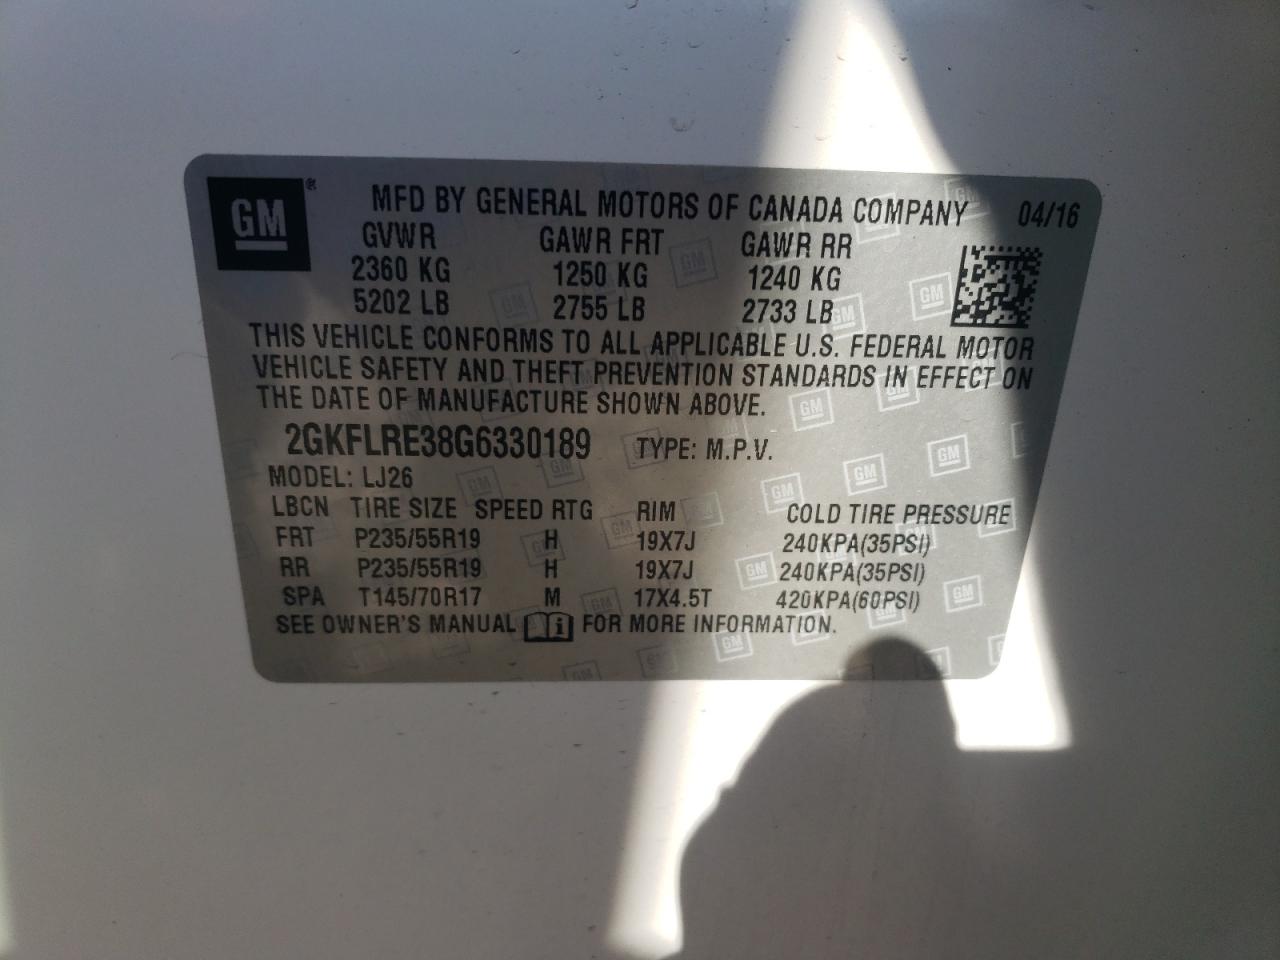 GM®
MFD BY GENERAL MOTORS OF CANADA COMPANY 04/16
GVWR GAWR FRT GAWR RR
2360 KG 1250 KG 1240 KG
5202 LB 2755 LB 2733 LB
THIS VEHICLE CONFORMS TO ALL APPLICABLE U.S. FEDERAL MOTOR
VEHICLE SAFETY AND THEFT PREVENTION STANDARDS IN EFFECT ON
THE DATE OF MANUFACTURE SHOWN ABOVE.
2GKFLRE38G6330189 TYPE: M.P.V.
MODEL: LJ26
LBCN TIRE SIZE SPEED RTG RIM COLD TIRE PRESSURE
FRT P235/55R19 H 19X7J 240KPA(35PSI)
RR P235/55R19 H 19X7J 240KPA(35PSI)
SPA T145/70R17 M 17X4.5T 420KPA(60PSI)
SEE OWNER'S MANUAL i FOR MORE INFORMATION.